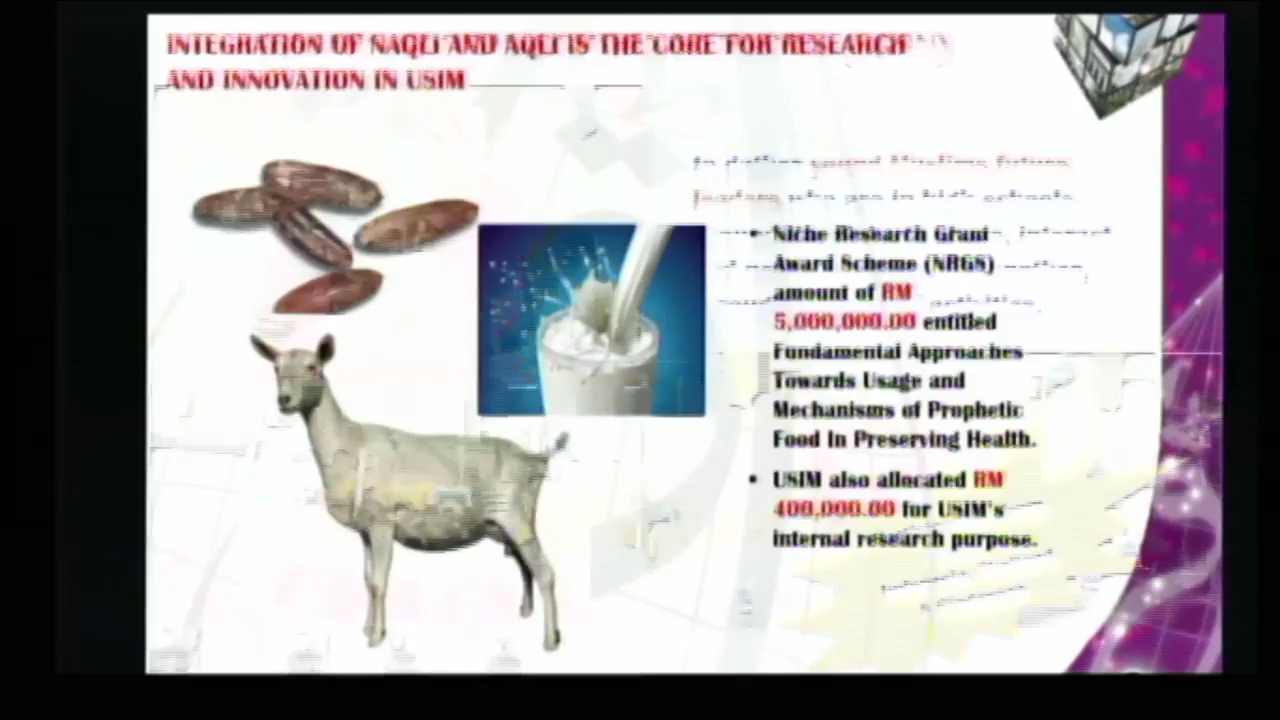 INTEGRATION OF NAQLI AND AQLI IS THE CORE FOR RESEARCH
AND INNOVATION IN USIM
• Niche Research Grant
Award Scheme (NRGS)
amount of RM
5,000,000.00 entitled
Fundamental Approaches
Towards Usage and
Mechanisms of Prophetic
Food In Preserving Health.
• USIM also allocated RM
400,000.00 for USIM's
internal research purpose.